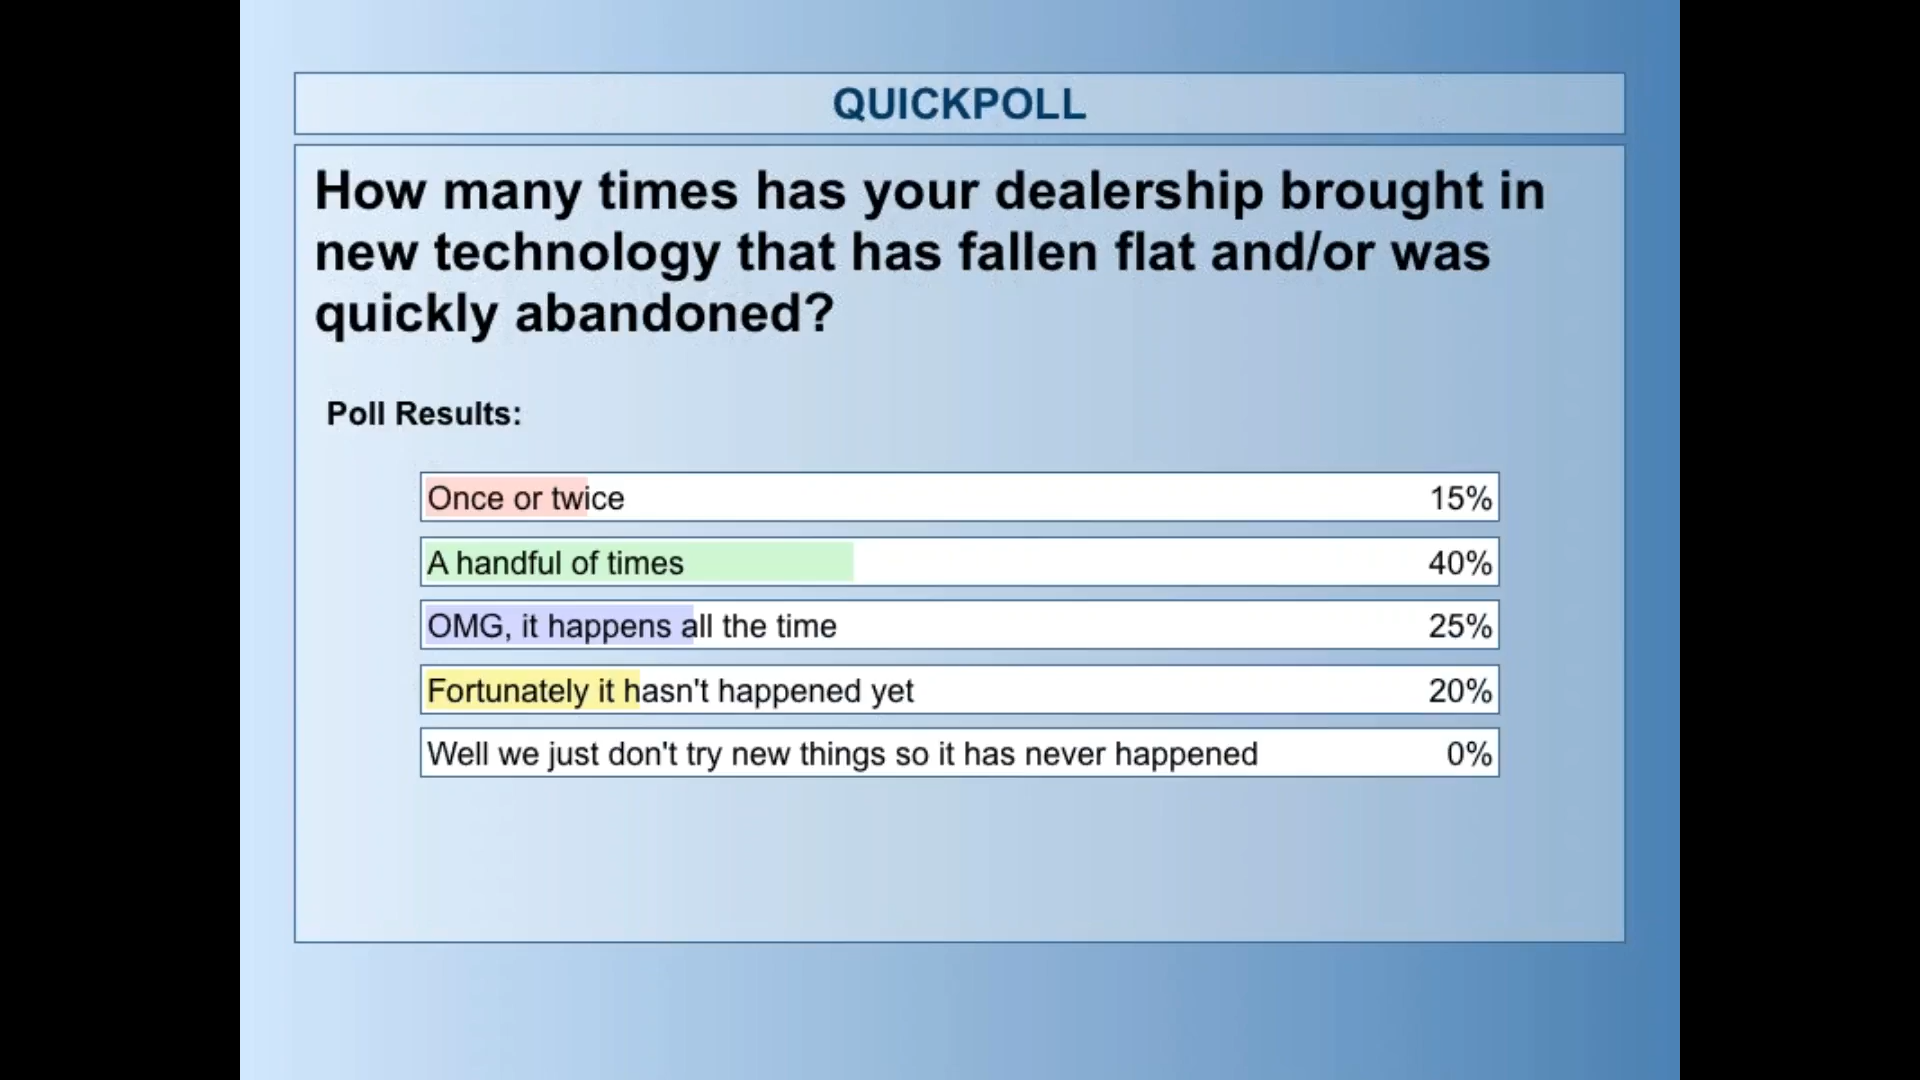 QUICKPOLL
How many times has your dealership brought in
new technology that has fallen flat and/or was
quickly abandoned?
Poll Results:
Once or twice 15%
A handful of times 40%
OMG, it happens all the time 25%
Fortunately it hasn't happened yet 20%
Well we just don't try new things so it has never happened 0%